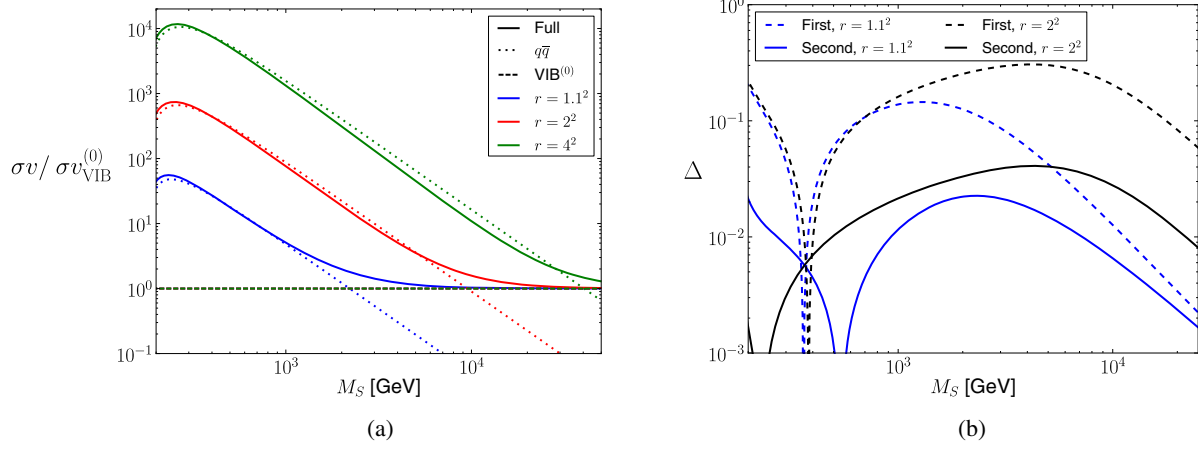 σv/ σv_VIB^(0)
10^4
10^3
10^2
10^1
10^0
10^-1
Full
qq̅
VIB^(0)
r = 1.1^2
r = 2^2
r = 4^2
10^3
10^4
M_S [GeV]
(a)
Δ
10^0
10^-1
10^-2
10^-3
First, r = 1.1^2
Second, r = 1.1^2
First, r = 2^2
Second, r = 2^2
10^3
10^4
M_S [GeV]
(b)